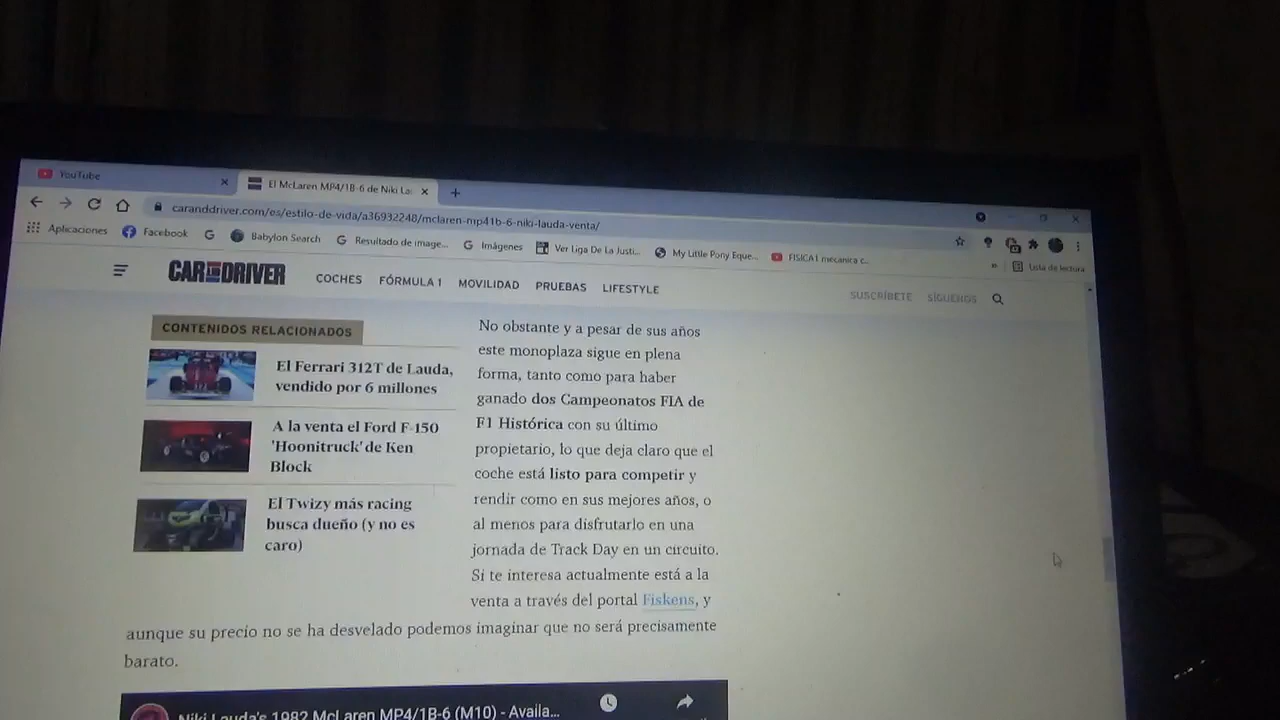 YouTube
El McLaren MP4/1B-6 de Niki La
caranddriver.com/es/estilo-de-vida/a36932248/mclaren-mp41b-6-niki-lauda-venta/
Aplicaciones Facebook Babylon Search Resultado de image... Imágenes Ver Liga De La Justi... My Little Pony Eque... FISICA I mecanica c...
Lista de lectura
CAR AND DRIVER COCHES FÓRMULA 1 MOVILIDAD PRUEBAS LIFESTYLE
SUSCRÍBETE SÍGUENOS
CONTENIDOS RELACIONADOS
El Ferrari 312T de Lauda,
vendido por 6 millones
A la venta el Ford F-150
'Hoonitruck' de Ken
Block
El Twizy más racing
busca dueño (y no es
caro)
No obstante y a pesar de sus años
este monoplaza sigue en plena
forma, tanto como para haber
ganado dos Campeonatos FIA de
F1 Histórica con su último
propietario, lo que deja claro que el
coche está listo para competir y
rendir como en sus mejores años, o
al menos para disfrutarlo en una
jornada de Track Day en un circuito.
Si te interesa actualmente está a la
venta a través del portal Fiskens, y
aunque su precio no se ha desvelado podemos imaginar que no será precisamente
barato.
Niki Lauda's 1982 McLaren MP4/1B-6 (M10) - Availa...